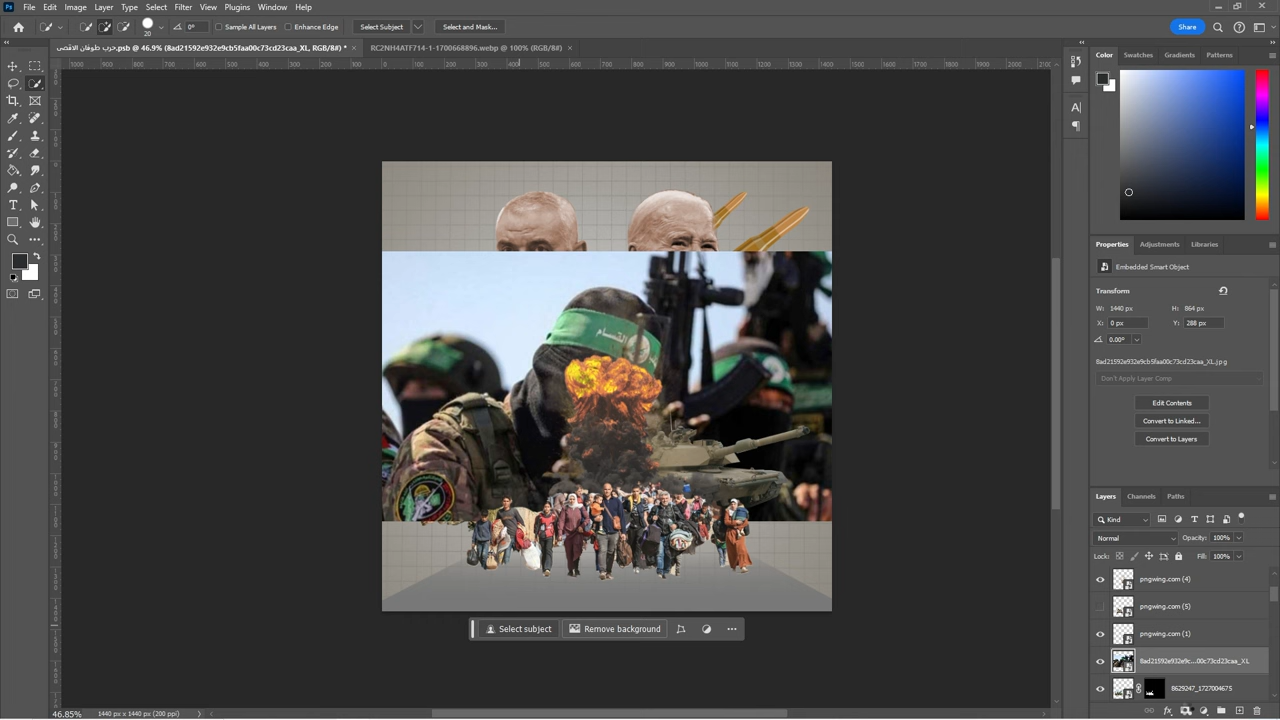 File Edit Image Layer Type Select Filter View Plugins Window Help
20 0° Sample All Layers Enhance Edge Select Subject Select and Mask... Share
حرب طوفان الاقصى.psb @ 46.9% (8ad21592e932e9cb5faa00c73cd23caa_XL, RGB/8#) *
RC2NH4ATF714-1-1700668896.webp @ 100% (RGB/8#)
Color Swatches Gradients Patterns
القسام
Properties Adjustments Libraries
Embedded Smart Object
Transform
W: 1440 px H: 864 px
X: 0 px Y: 288 px
0.00°
8ad21592e932e9cb5faa00c73cd23caa_XL.jpg
Don't Apply Layer Comp
Edit Contents
Convert to Linked...
Convert to Layers
Layers Channels Paths
Kind
Normal Opacity: 100%
Lock: Fill: 100%
pngwing.com (4)
pngwing.com (5)
pngwing.com (1)
8ad21592e932e9c...00c73cd23caa_XL
8629247_1727004675
Select subject Remove background
46.85% 1440 px x 1440 px (200 ppi)